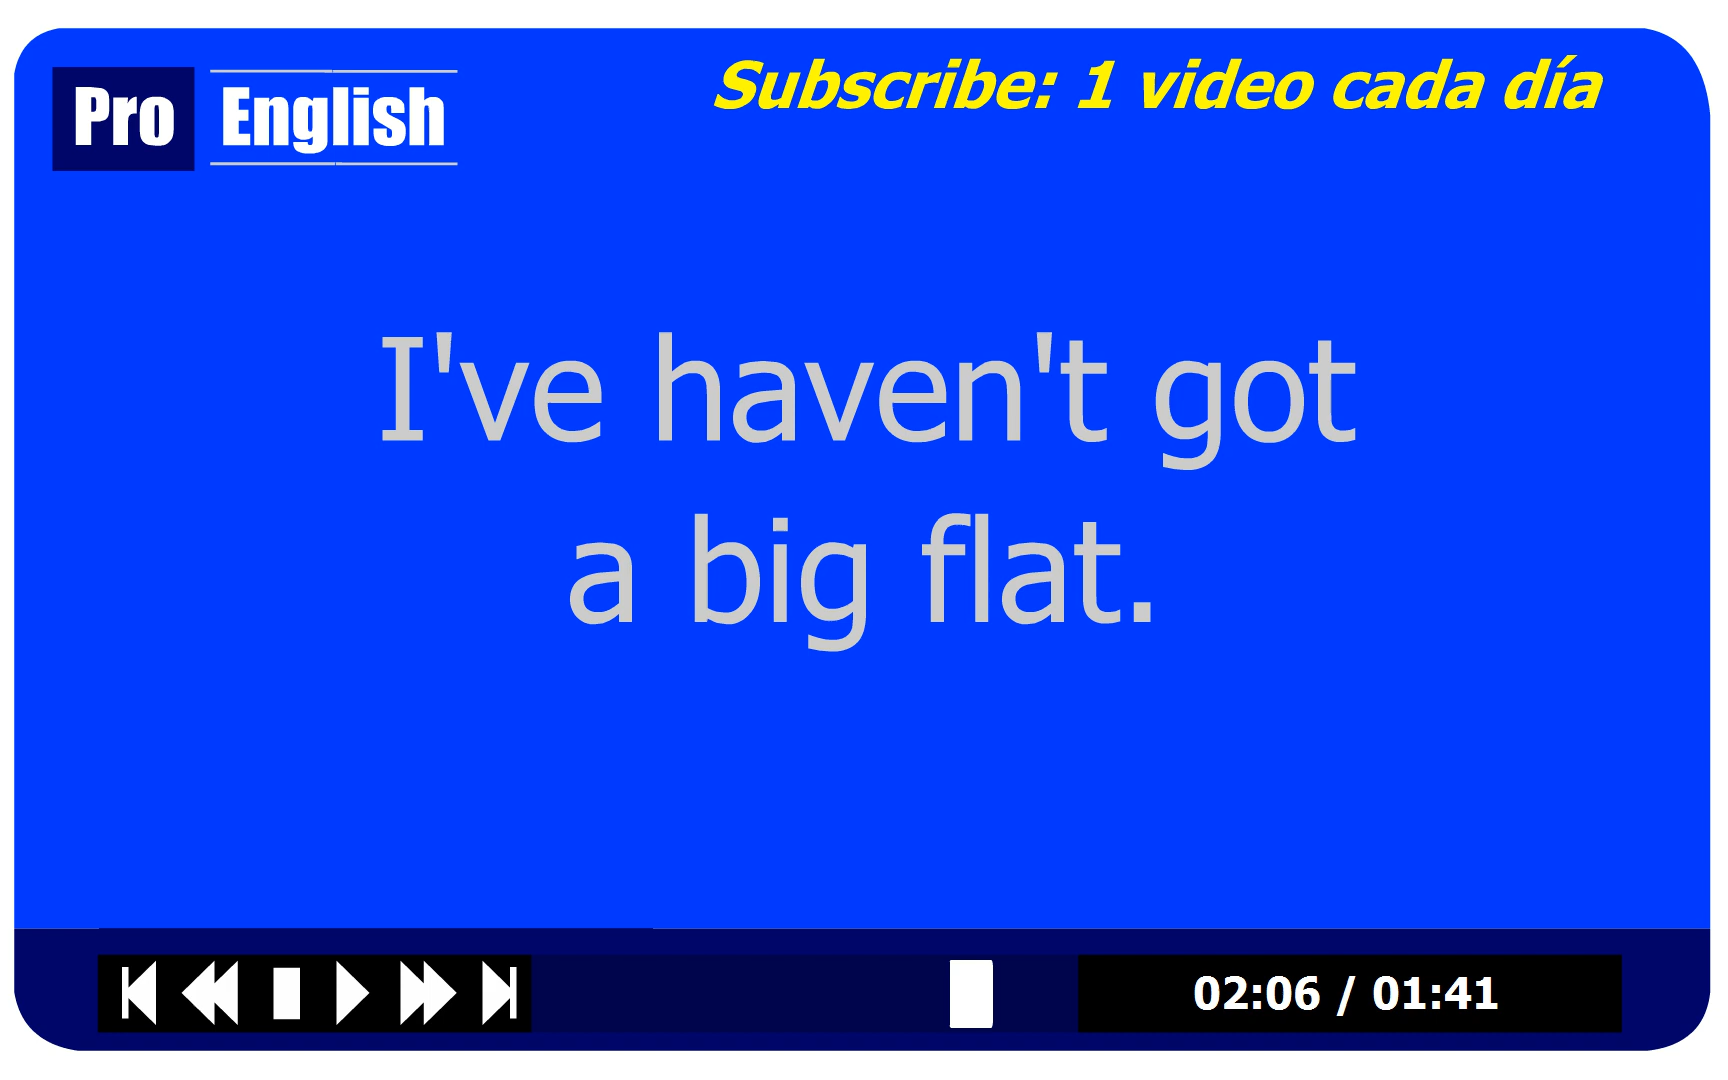 Pro English
Subscribe: 1 video cada día
I've haven't got
a big flat.
02:06 / 01:41